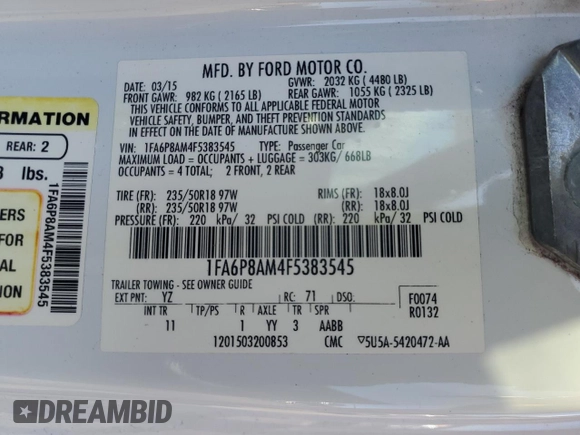 MFD. BY FORD MOTOR CO.
03/15 GVWR: 2032 KG ( 4480 LB)
FRONT GAWR: 982 KG ( 2165 LB) REAR GAWR: 1055 KG ( 2325 LB)
THIS VEHICLE CONFORMS TO ALL APPLICABLE FEDERAL MOTOR
VEHICLE SAFETY, BUMPER, AND THEFT PREVENTION STANDARDS
IN EFFECT ON THE DATE OF MANUFACTURE SHOWN ABOVE.
VIN: 1FA6P8AM4F5383545 TYPE: Passenger Car
MAXIMUM LOAD = OCCUPANTS + LUGGAGE = 303KG/ 668LB
OCCUPANTS = 4 TOTAL; 2 FRONT, 2 REAR
TIRE (FR): 235/50R18 97W RIMS (FR): 18x8.0J
(RR): 235/50R18 97W (RR): 18x8.0J
PRESSURE (FR): 220 kPa/ 32 PSI COLD (RR): 220 kPa/ 32 PSI COLD
1FA6P8AM4F5383545
TRAILER TOWING - SEE OWNER GUIDE
EXT PNT: YZ RC: 71 DSO:
F0074
R0132
INT TR TP/PS R AXLE TR SPR
11 1 YY 3 AABB
1201503200853 CMC ▽5U5A-5420472-AA
FORMATION
REAR: 2
lbs.
1FA6P8AM4F5383545
ERS
FOR
AL
TION
DREAMBID